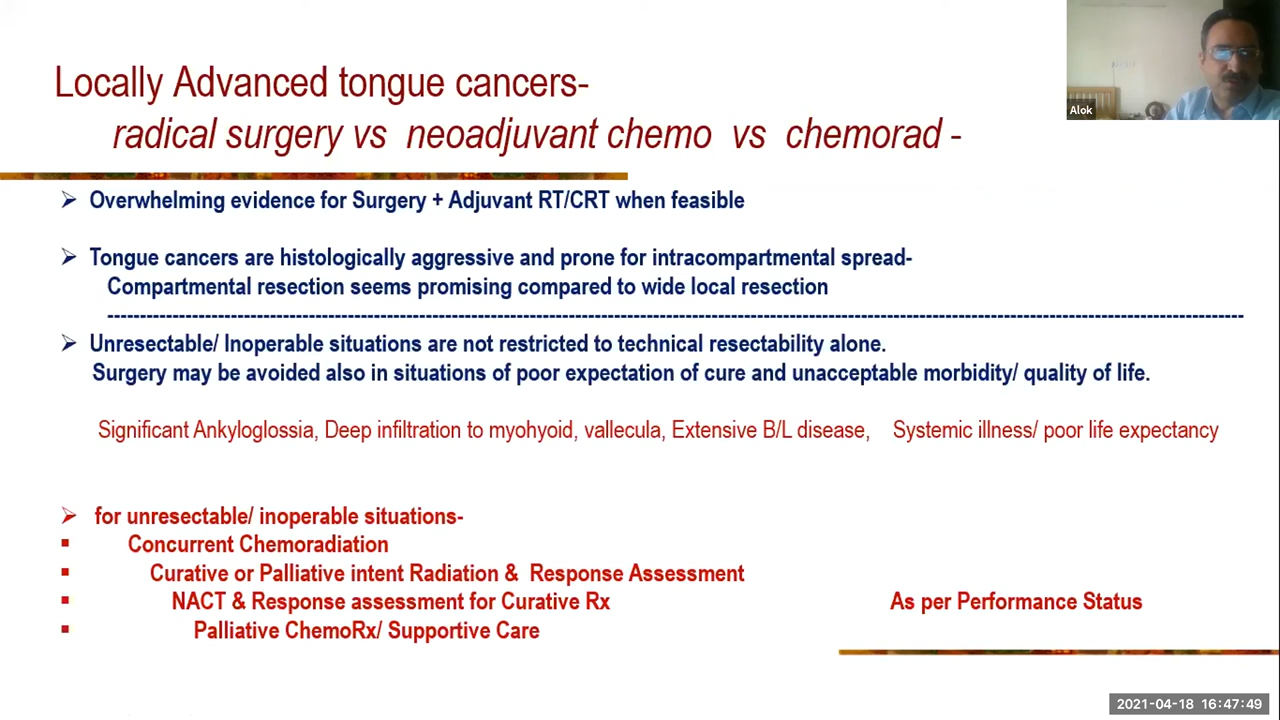 Locally Advanced tongue cancers-
radical surgery vs neoadjuvant chemo vs chemorad -
Alok
➢ Overwhelming evidence for Surgery + Adjuvant RT/CRT when feasible
➢ Tongue cancers are histologically aggressive and prone for intracompartmental spread-
Compartmental resection seems promising compared to wide local resection
➢ Unresectable/ Inoperable situations are not restricted to technical resectability alone.
Surgery may be avoided also in situations of poor expectation of cure and unacceptable morbidity/ quality of life.
Significant Ankyloglossia, Deep infiltration to myohyoid, vallecula, Extensive B/L disease, Systemic illness/ poor life expectancy
➢ for unresectable/ inoperable situations-
▪ Concurrent Chemoradiation
▪ Curative or Palliative intent Radiation & Response Assessment
▪ NACT & Response assessment for Curative Rx As per Performance Status
▪ Palliative ChemoRx/ Supportive Care
2021-04-18 16:47:49